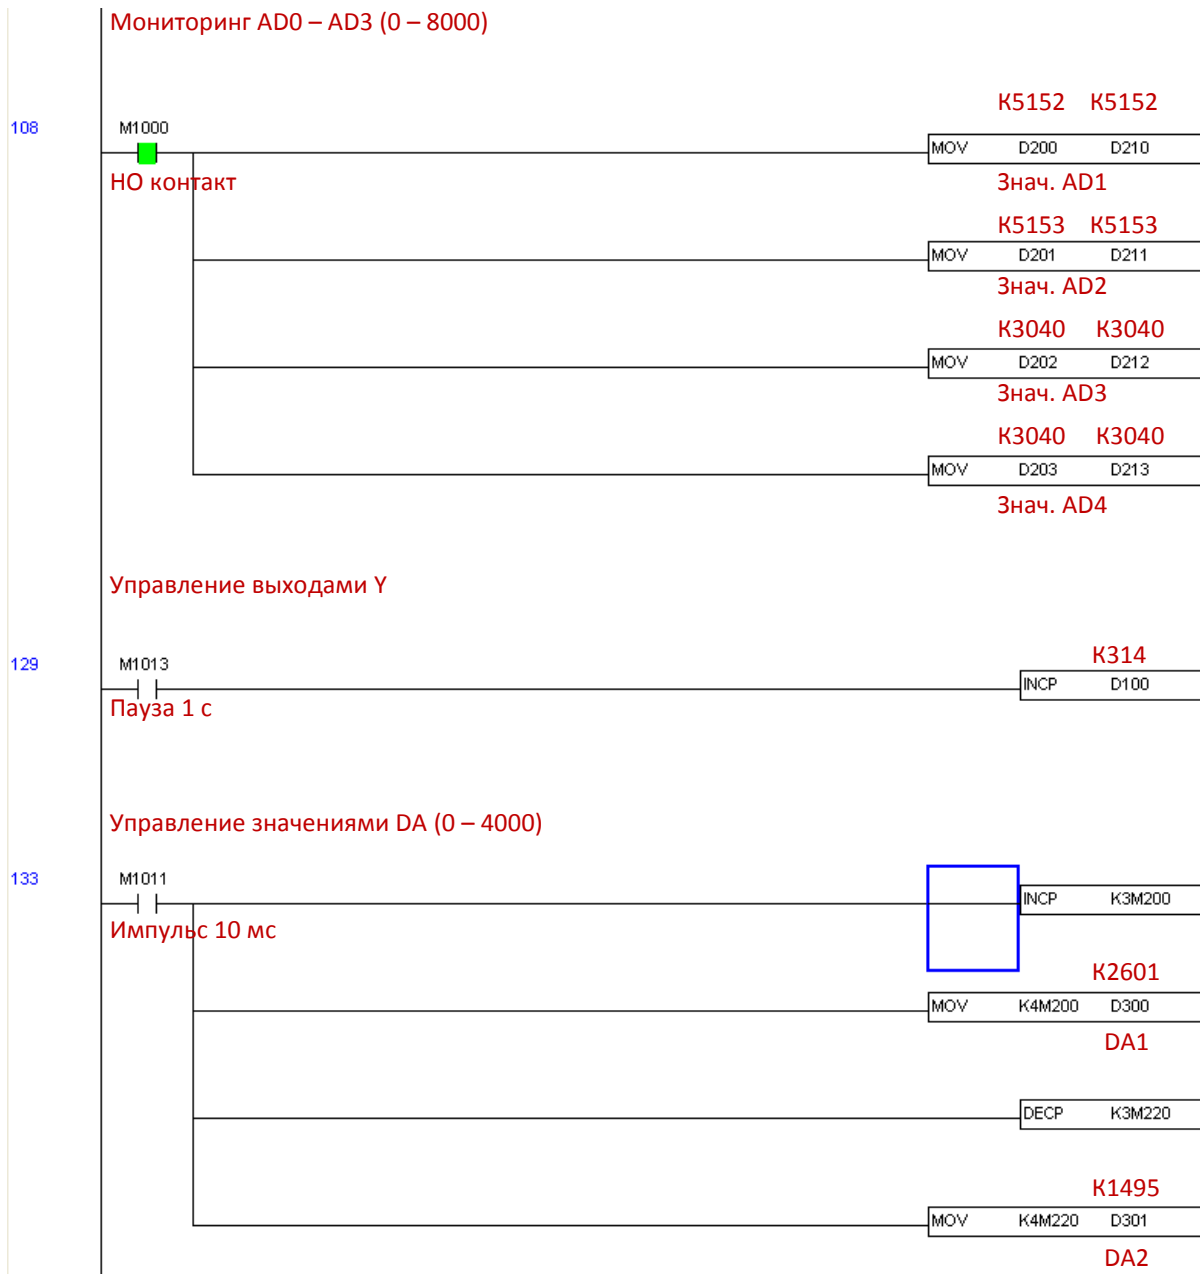 Мониторинг AD0 – AD3 (0 – 8000)
K5152 K5152
108 M1000
MOV D200 D210
НО контакт Знач. AD1
K5153 K5153
MOV D201 D211
Знач. AD2
K3040 K3040
MOV D202 D212
Знач. AD3
K3040 K3040
MOV D203 D213
Знач. AD4
Управление выходами Y
129 M1013 K314
INCP D100
Пауза 1 с
Управление значениями DA (0 – 4000)
133 M1011
INCP K3M200
Импульс 10 мс
K2601
MOV K4M200 D300
DA1
DECP K3M220
K1495
MOV K4M220 D301
DA2